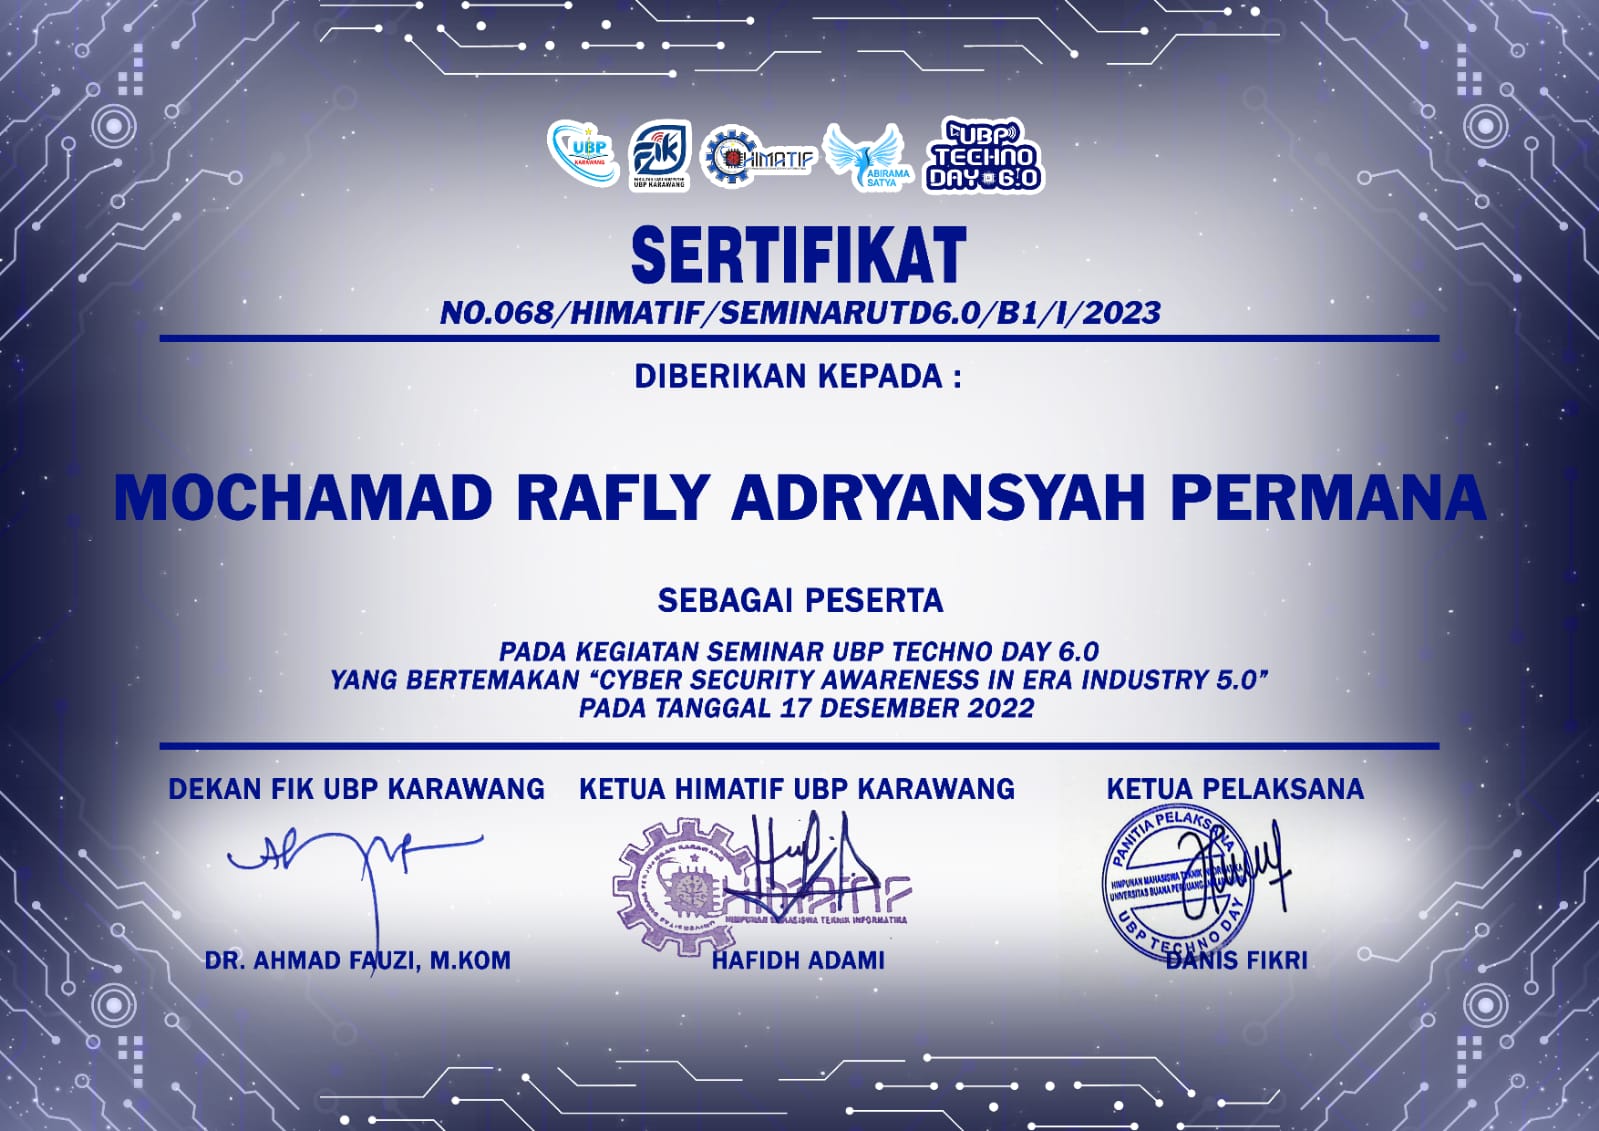 UBP
KARAWANG
FIK
UBP KARAWANG
HIMATIF
ABIRAMA
SATYA
UBP
TECHNO
DAY 6.0
SERTIFIKAT
NO.068/HIMATIF/SEMINARUTD6.0/B1/I/2023
DIBERIKAN KEPADA :
MOCHAMAD RAFLY ADRYANSYAH PERMANA
SEBAGAI PESERTA
PADA KEGIATAN SEMINAR UBP TECHNO DAY 6.0
YANG BERTEMAKAN “CYBER SECURITY AWARENESS IN ERA INDUSTRY 5.0”
PADA TANGGAL 17 DESEMBER 2022
DEKAN FIK UBP KARAWANG
KETUA HIMATIF UBP KARAWANG
KETUA PELAKSANA
HIMATIF
HIMPUNAN MAHASISWA TEKNIK INFORMATIKA
PANITIA PELAKSANA
HIMPUNAN MAHASISWA TEKNIK INFORMATIKA
UNIVERSITAS BUANA PERJUANGAN
UBP TECHNO DAY
DR. AHMAD FAUZI, M.KOM
HAFIDH ADAMI
DANIS FIKRI